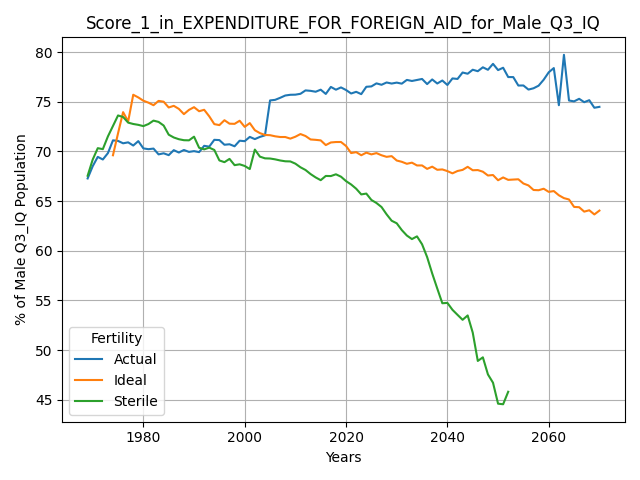 Score_1_in_EXPENDITURE_FOR_FOREIGN_AID_for_Male_Q3_IQ
% of Male Q3_IQ Population
80
75
70
65
60
55
50
45
Fertility
Actual
Ideal
Sterile
1980 2000 2020 2040 2060
Years